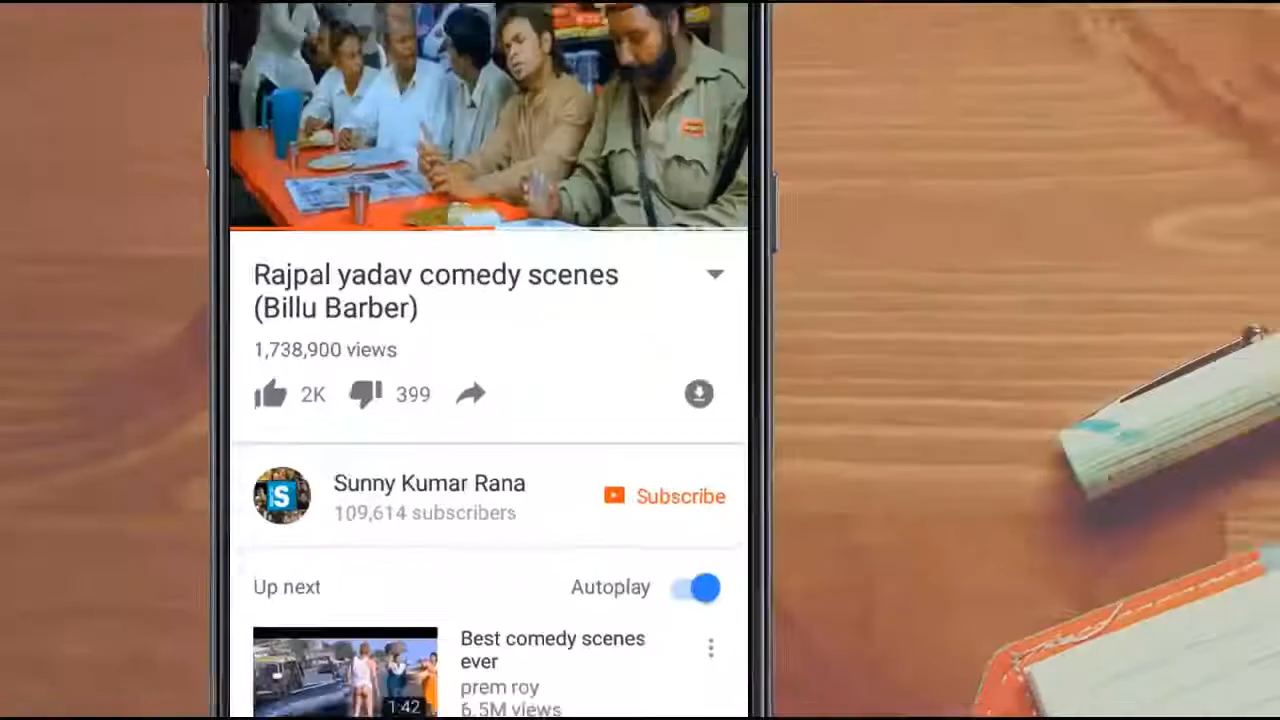 Rajpal yadav comedy scenes
(Billu Barber)
1,738,900 views
2K 399
S
Sunny Kumar Rana
109,614 subscribers
Subscribe
Up next
Autoplay
Best comedy scenes
ever
prem roy
6.5M views
1:42